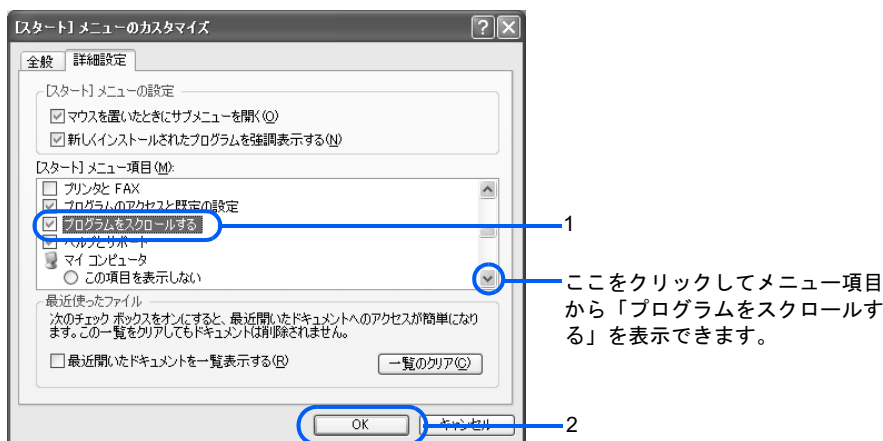 [スタート] メニューのカスタマイズ
全般 詳細設定
[スタート] メニューの設定
マウスを置いたときにサブメニューを開く(O)
新しくインストールされたプログラムを強調表示する(N)
[スタート] メニュー項目(M):
プリンタと FAX
プログラムのアクセスと既定の設定
プログラムをスクロールする
1
ヘルプとサポート
マイ コンピュータ
この項目を表示しない
ここをクリックしてメニュー項目
から「プログラムをスクロールす
る」を表示できます。
最近使ったファイル
次のチェック ボックスをオンにすると、最近開いたドキュメントへのアクセスが簡単になり
ます。この一覧をクリアしてもドキュメントは削除されません。
最近開いたドキュメントを一覧表示する(R)
一覧のクリア(C)
OK
キャンセル
2